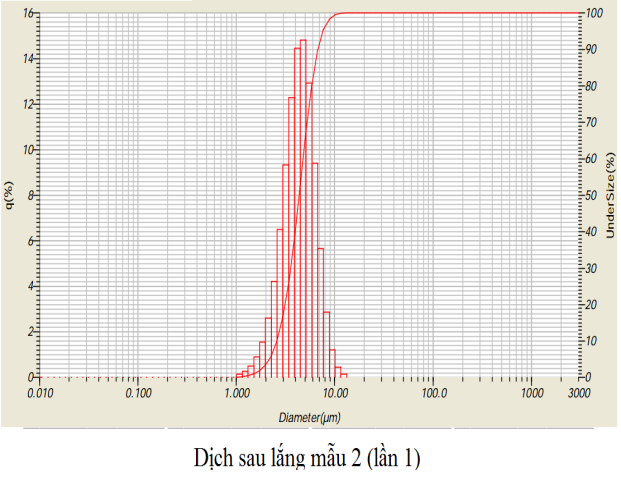 16 100
14 90
12 80
70
10 60
8 50
6 40
30
4 20
2 10
0 0
q(%)
UnderSize(%)
0.010 0.100 1.000 10.00 100.0 1000 3000
Diameter(µm)
Dịch sau lắng mẫu 2 (lần 1)